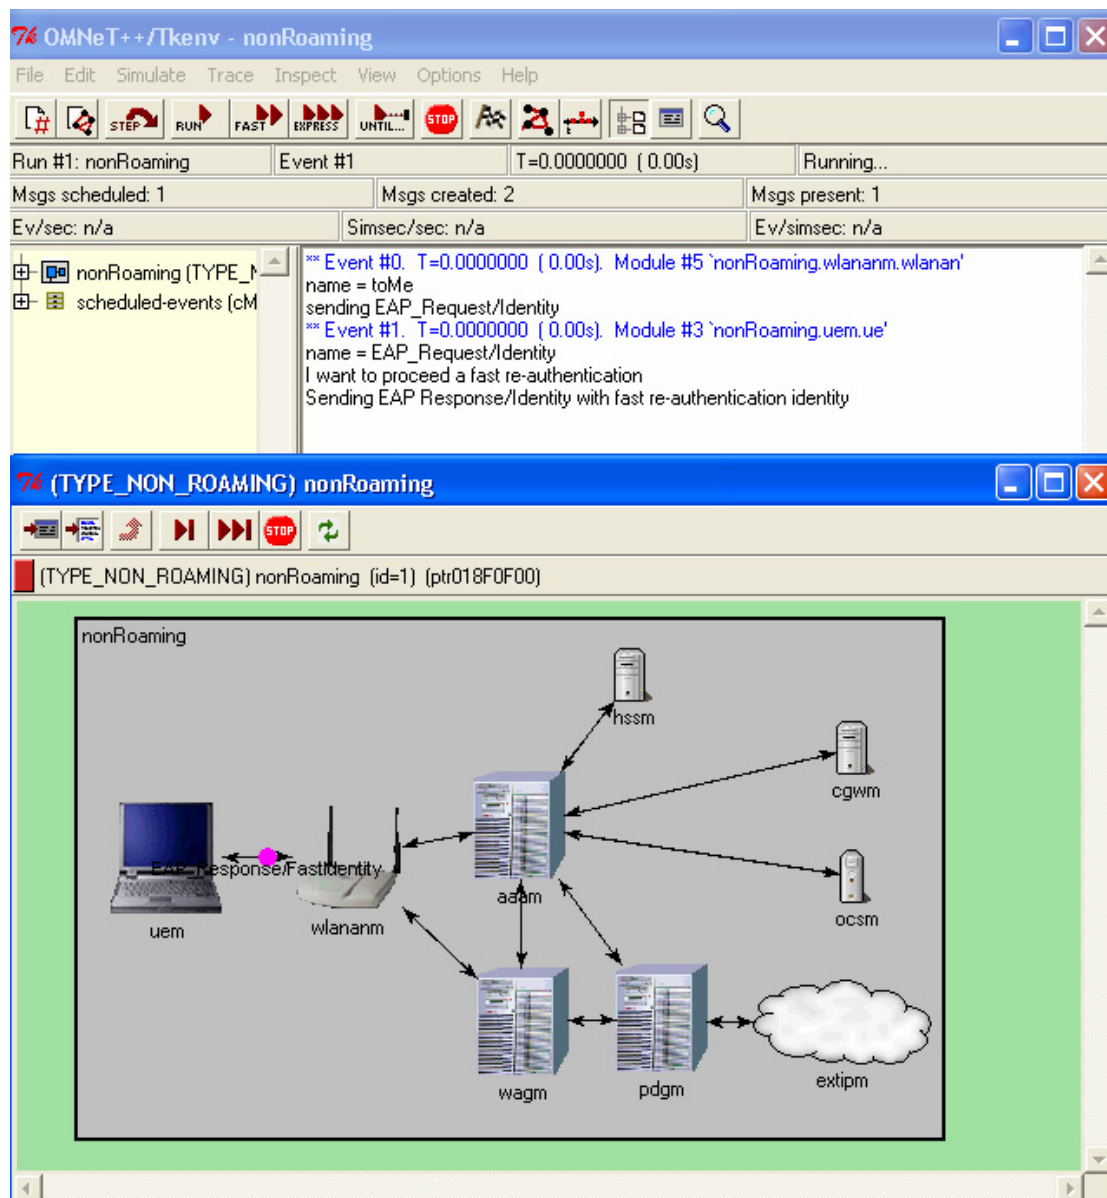 OMNeT++/Tkenv - nonRoaming
File Edit Simulate Trace Inspect View Options Help
STEP RUN FAST EXPRESS UNTIL... STOP
Run #1: nonRoaming Event #1 T=0.0000000 ( 0.00s) Running...
Msgs scheduled: 1 Msgs created: 2 Msgs present: 1
Ev/sec: n/a Simsec/sec: n/a Ev/simsec: n/a
nonRoaming (TYPE_N
scheduled-events (cM
** Event #0. T=0.0000000 ( 0.00s). Module #5 `nonRoaming.wlananm.wlanan'
name = toMe
sending EAP_Request/Identity
** Event #1. T=0.0000000 ( 0.00s). Module #3 `nonRoaming.uem.ue'
name = EAP_Request/Identity
I want to proceed a fast re-authentication
Sending EAP Response/Identity with fast re-authentication identity
(TYPE_NON_ROAMING) nonRoaming
STOP
(TYPE_NON_ROAMING) nonRoaming (id=1) (ptr018F0F00)
nonRoaming
hssm
cgwm
EAP_Response/FastIdentity
aaam
ocsm
uem
wlananm
wagm
pdgm
extipm